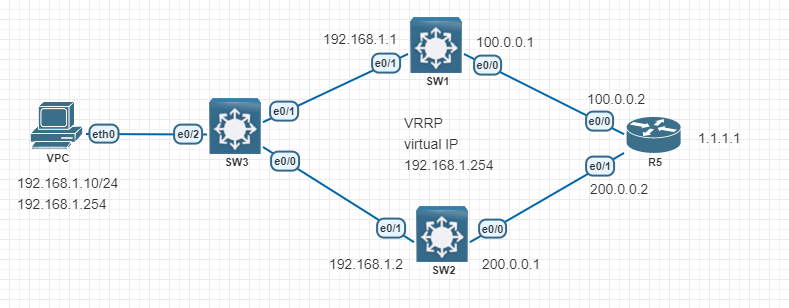 192.168.1.1
100.0.0.1
e0/1
e0/0
SW1
100.0.0.2
e0/0
1.1.1.1
R5
e0/1
200.0.0.2
VRRP
virtual IP
192.168.1.254
eth0
e0/2
e0/1
SW3
e0/0
VPC
192.168.1.10/24
192.168.1.254
e0/1
e0/0
192.168.1.2
SW2
200.0.0.1